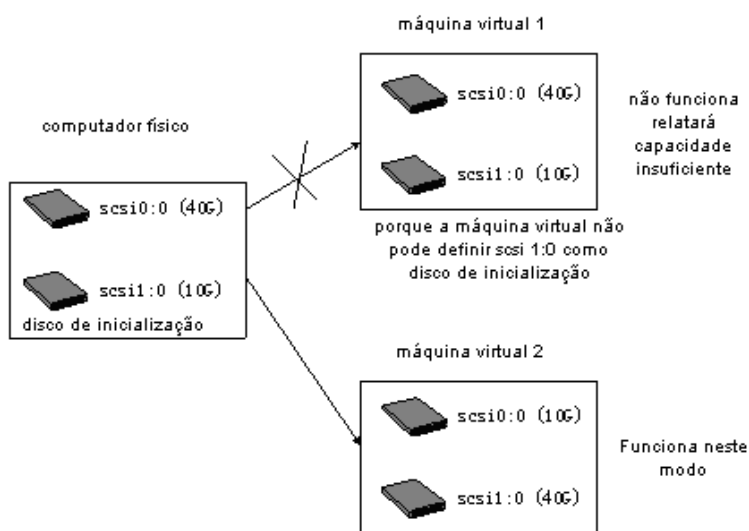 computador físico
scsi0:0 (40G)
scsi1:0 (10G)
disco de inicialização
máquina virtual 1
scsi0:0 (40G)
scsi1:0 (10G)
porque a máquina virtual não
pode definir scsi 1:0 como
disco de inicialização
não funciona
relatará
capacidade
insuficiente
máquina virtual 2
scsi0:0 (10G)
scsi1:0 (40G)
Funciona neste
modo